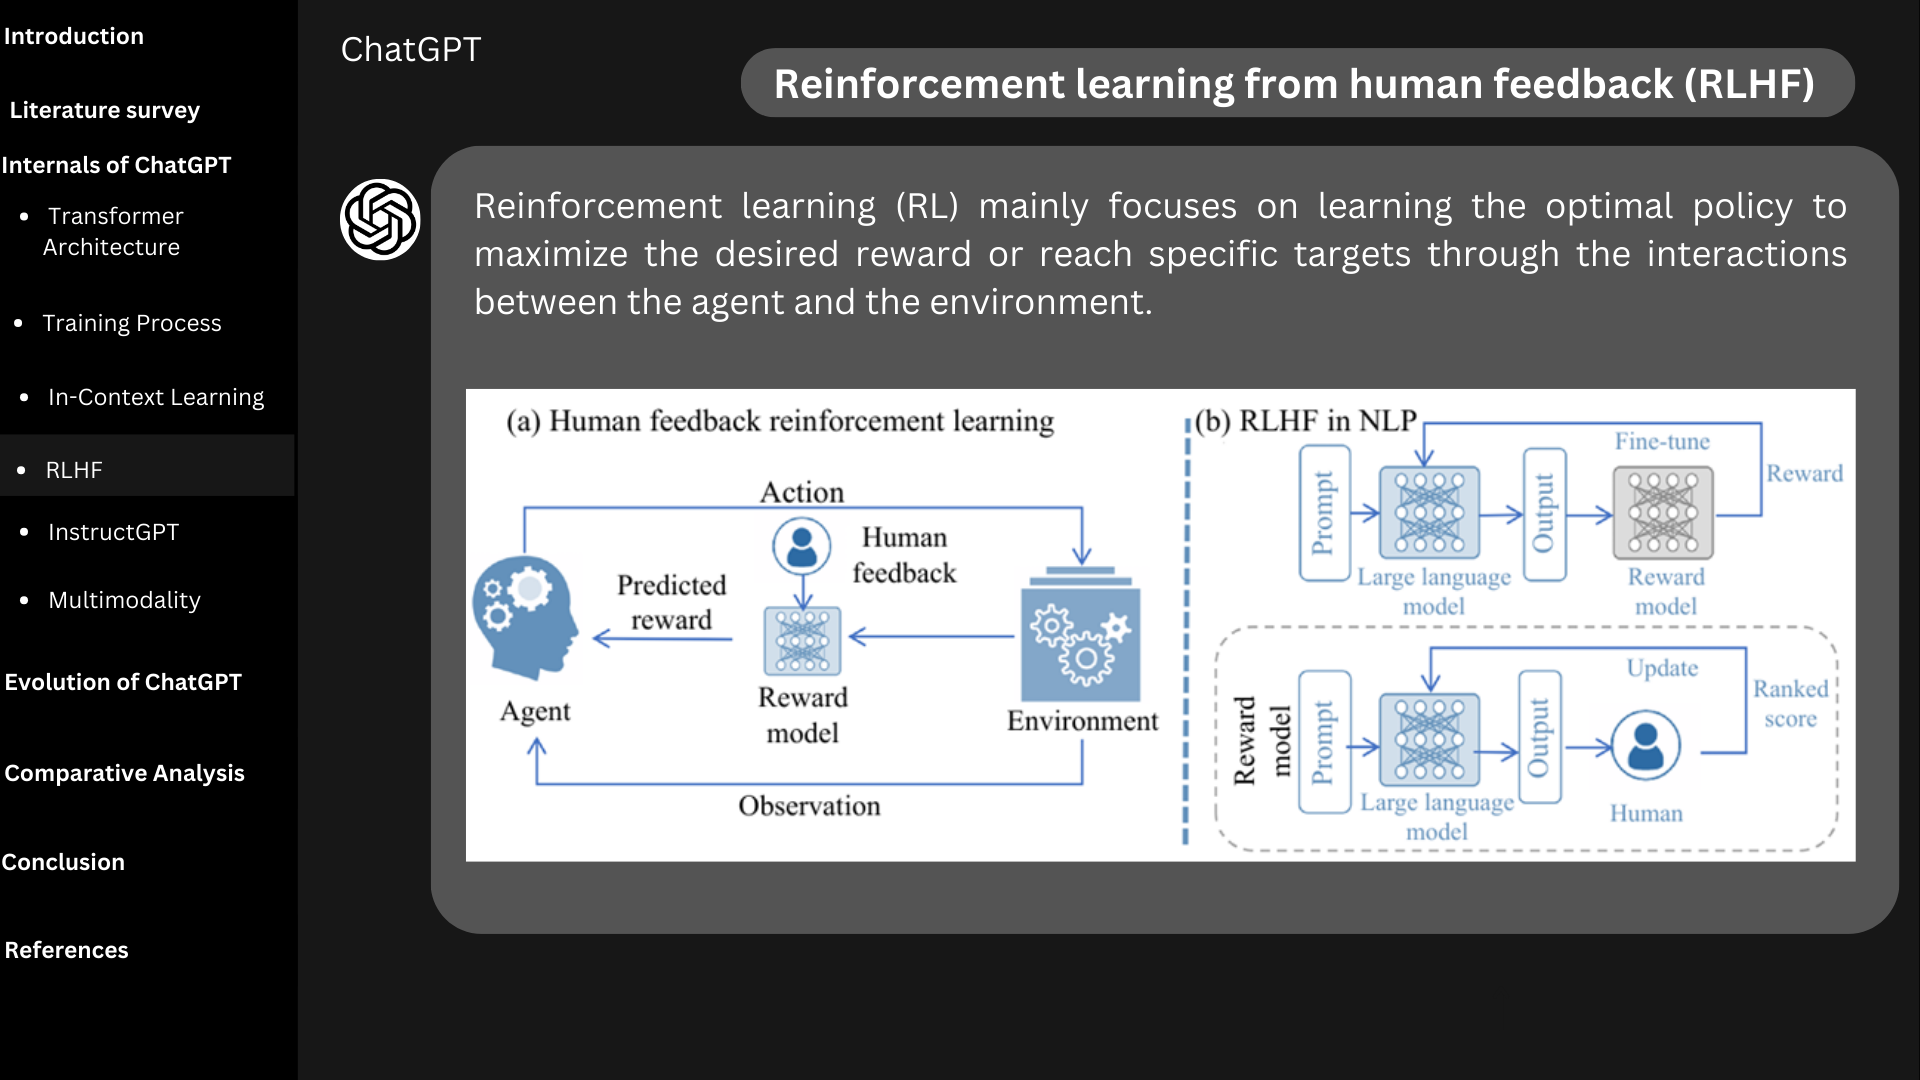 Introduction
Literature survey
Internals of ChatGPT
• Transformer
Architecture
• Training Process
• In-Context Learning
• RLHF
• InstructGPT
• Multimodality
Evolution of ChatGPT
Comparative Analysis
Conclusion
References
ChatGPT
Reinforcement learning from human feedback (RLHF)
Reinforcement learning (RL) mainly focuses on learning the optimal policy to
maximize the desired reward or reach specific targets through the interactions
between the agent and the environment.
(a) Human feedback reinforcement learning
Action
Human
feedback
Predicted
reward
Agent
Reward
model
Environment
Observation
(b) RLHF in NLP
Fine-tune
Reward
Prompt
Output
Large language
model
Reward
model
Update
Ranked
score
Reward
model
Prompt
Output
Large language
model
Human